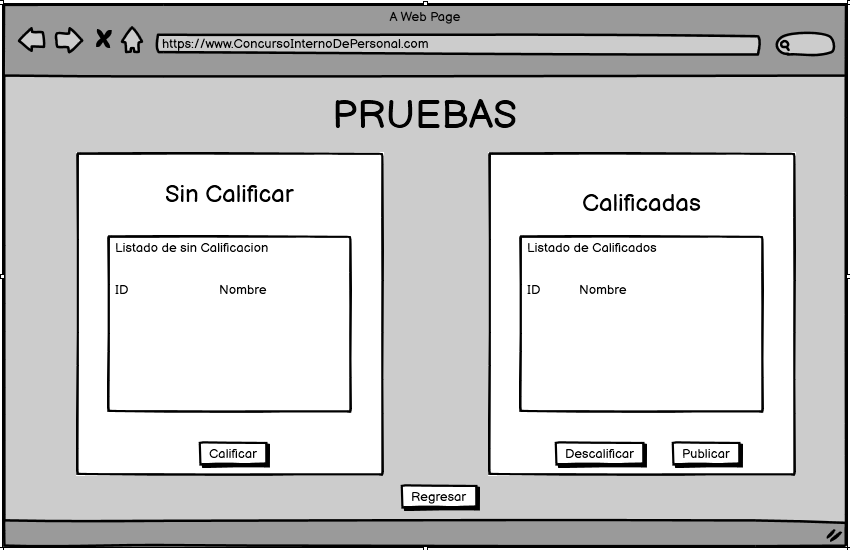 A Web Page
https://www.ConcursoInternoDePersonal.com
PRUEBAS
Sin Calificar
Listado de sin Calificacion
ID Nombre
Calificar
Calificadas
Listado de Calificados
ID Nombre
Descalificar Publicar
Regresar